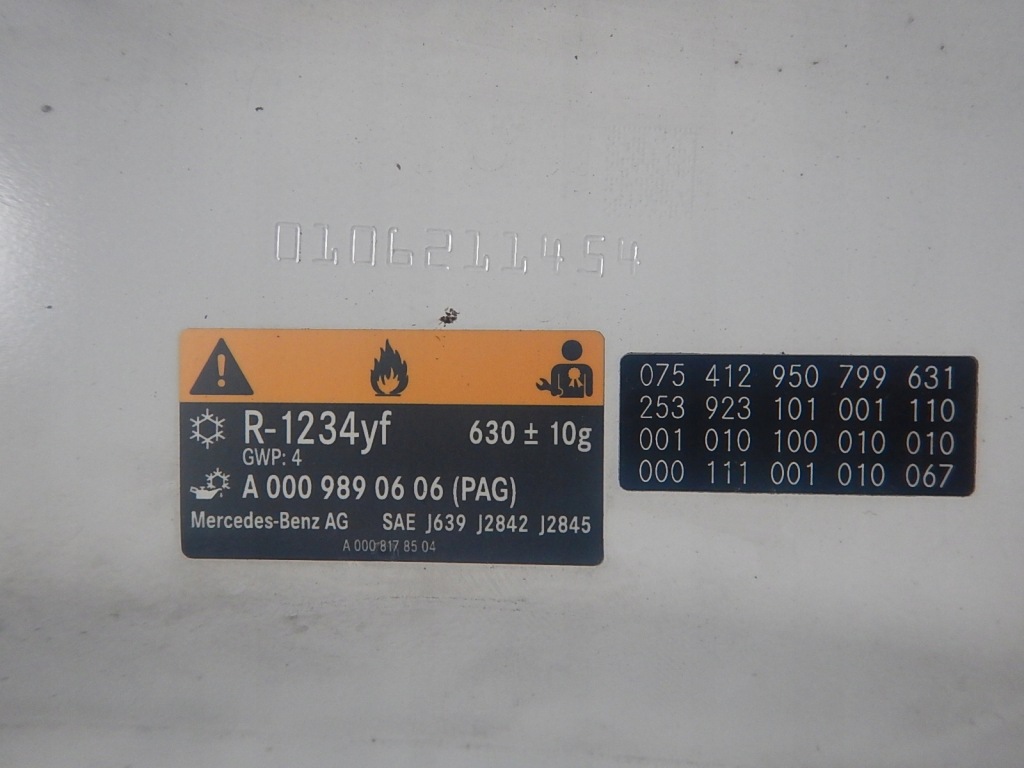 0106211454
R-1234yf 630 ± 10g
GWP: 4
A 000 989 06 06 (PAG)
Mercedes-Benz AG SAE J639 J2842 J2845
A 000 817 85 04
075 412 950 799 631
253 923 101 001 110
001 010 100 010 010
000 111 001 010 067